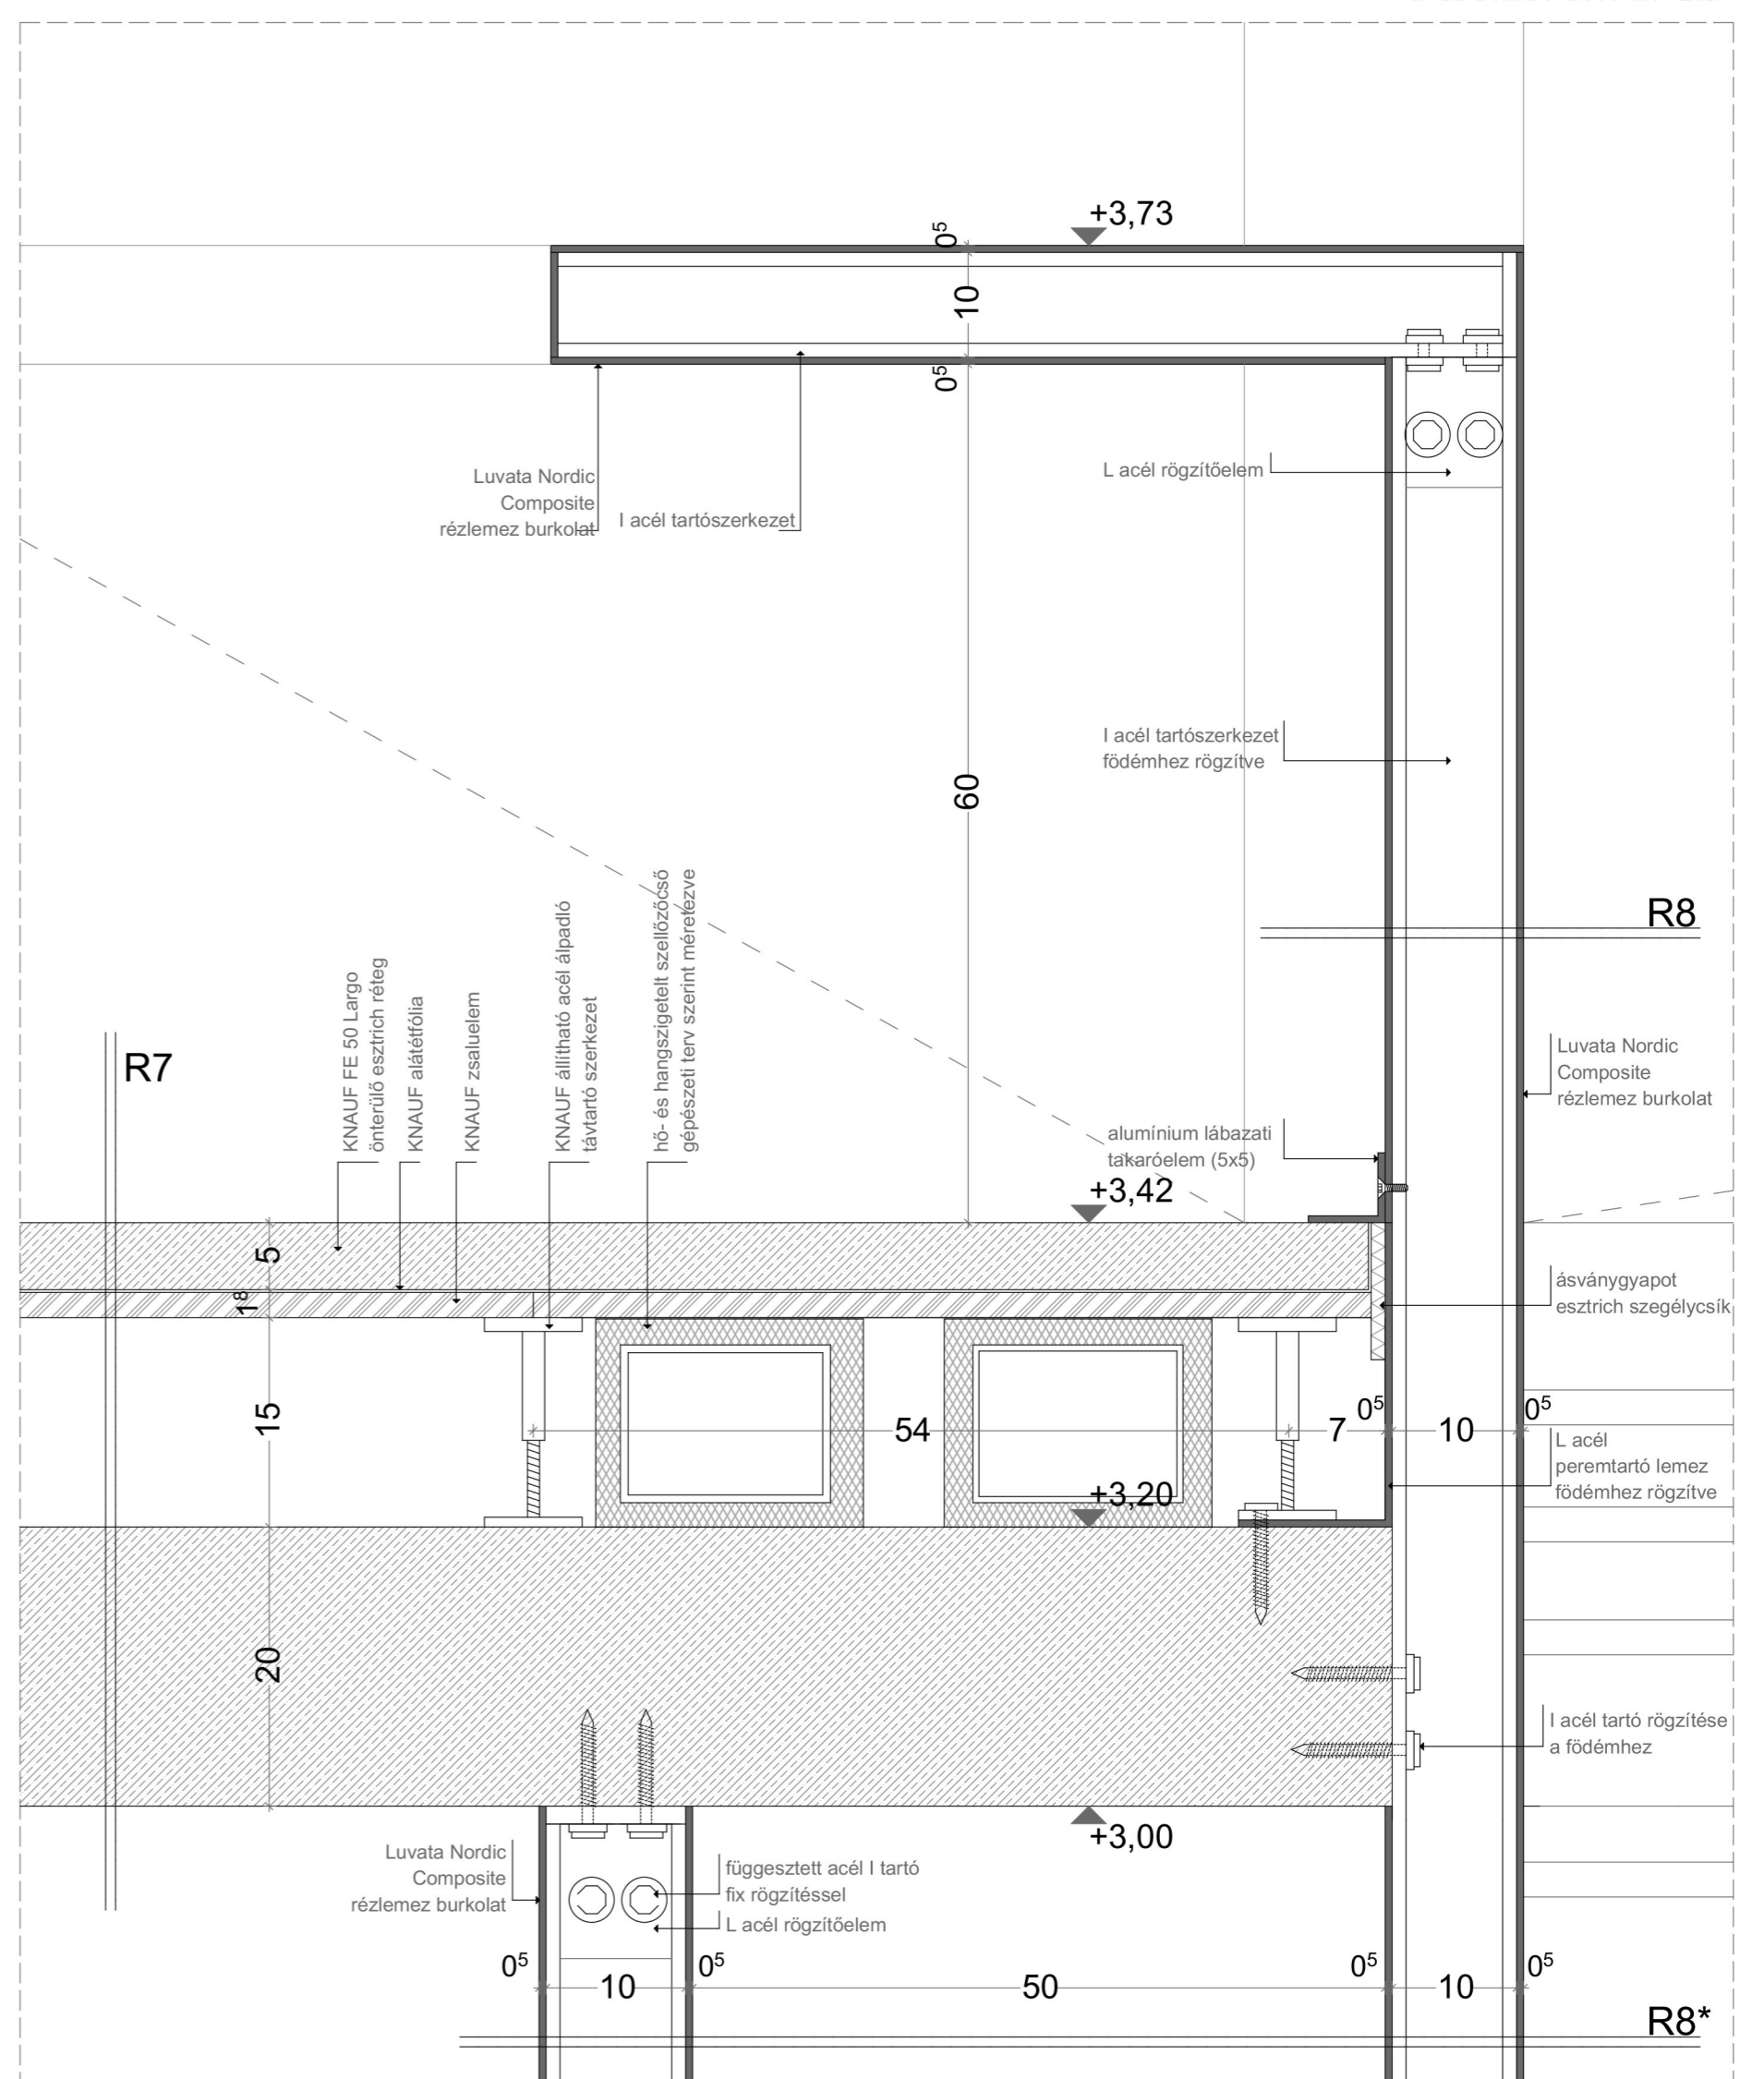 +3,73
0⁵
10
0⁵
Luvata Nordic
Composite
rézlemez burkolat
I acél tartószerkezet
L acél rögzítőelem
I acél tartószerkezet
födémhez rögzítve
60
R8
R7
KNAUF FE 50 Largo
önterülő esztrich réteg
KNAUF alátétfólia
KNAUF zsaluelem
KNAUF állítható acél álpadló
távtartó szerkezet
hő- és hangszigetelt szellőzőcső
gépészeti terv szerint méretezve
Luvata Nordic
Composite
rézlemez burkolat
alumínium lábazati
takaróelem (5x5)
+3,42
5
1⁸
ásványgyapot
esztrich szegélycsík
15
54
7
0⁵
10
0⁵
L acél
peremtartó lemez
födémhez rögzítve
+3,20
20
I acél tartó rögzítése
a födémhez
+3,00
Luvata Nordic
Composite
rézlemez burkolat
függesztett acél I tartó
fix rögzítéssel
L acél rögzítőelem
0⁵
10
0⁵
50
0⁵
10
0⁵
R8*